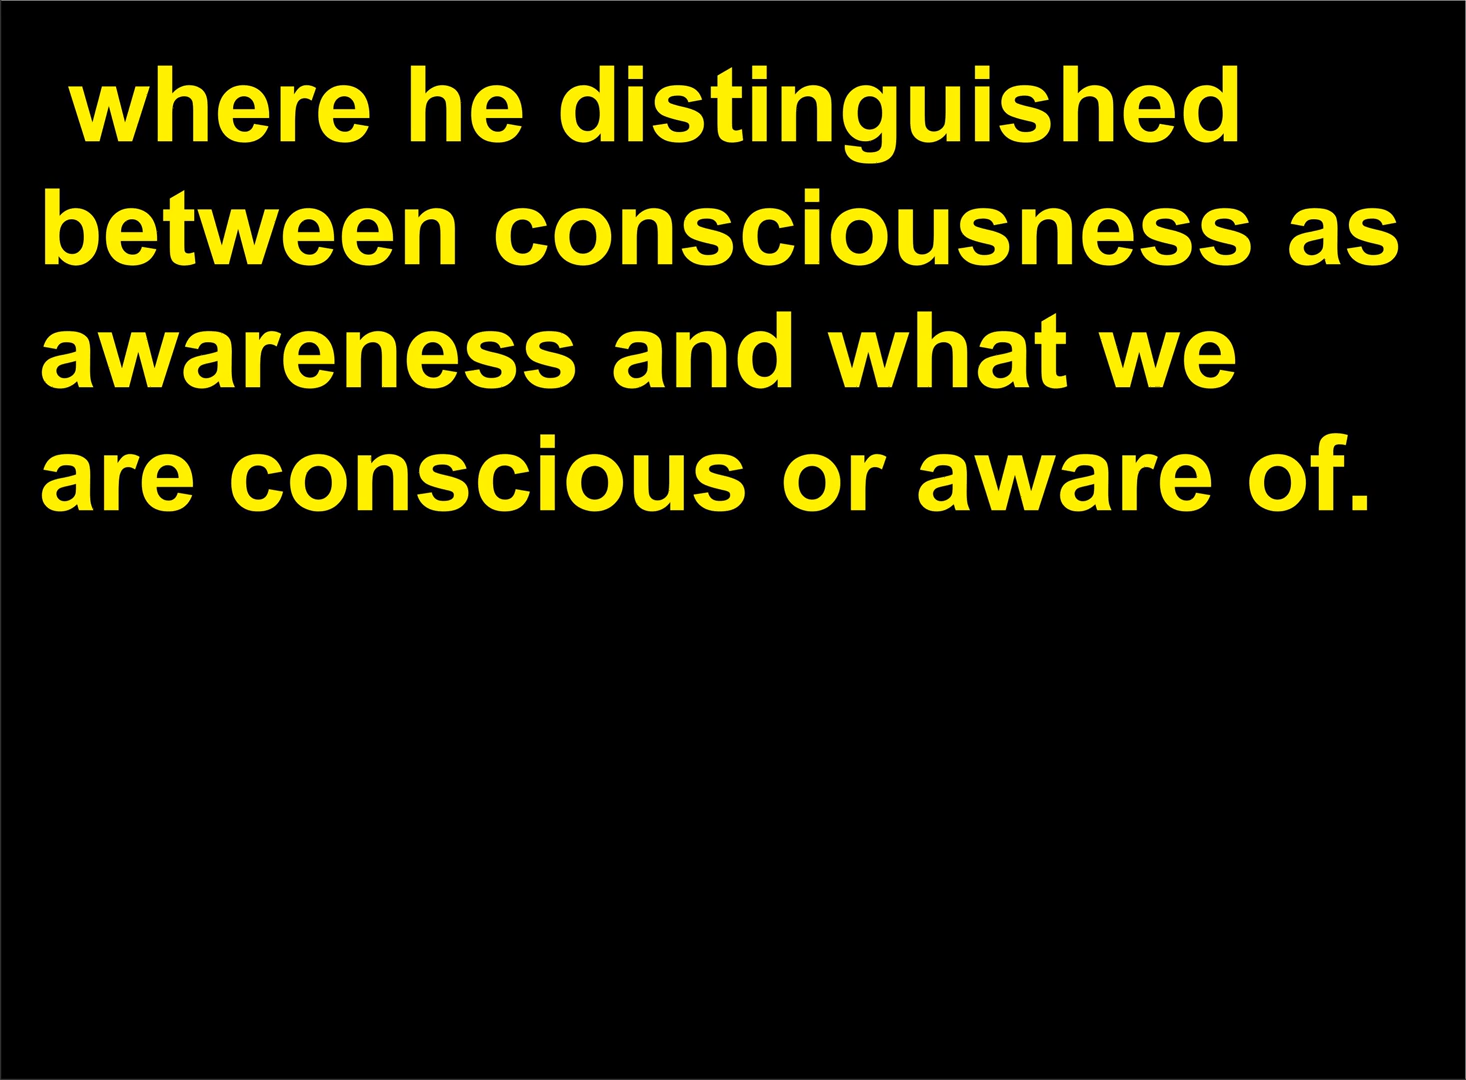 where he distinguished
between consciousness as
awareness and what we
are conscious or aware of.